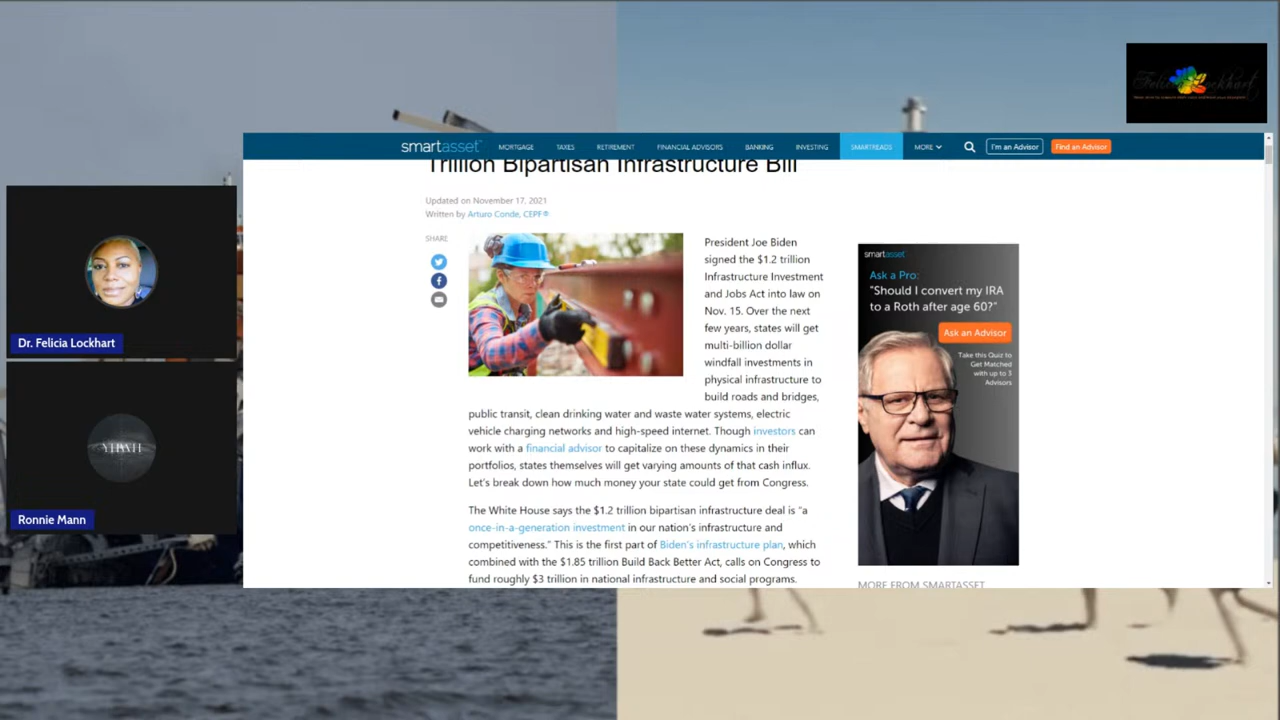 Felicia Lockhart
smartasset
MORTGAGE
TAXES
RETIREMENT
FINANCIAL ADVISORS
BANKING
INVESTING
SMARTREADS
MORE
I'm an Advisor
Find an Advisor
Trillion Bipartisan Infrastructure Bill
Updated on November 17, 2021
Written by Arturo Conde, CEPF®
SHARE
President Joe Biden
signed the $1.2 trillion
Infrastructure Investment
and Jobs Act into law on
Nov. 15. Over the next
few years, states will get
multi-billion dollar
windfall investments in
physical infrastructure to
build roads and bridges,
public transit, clean drinking water and waste water systems, electric
vehicle charging networks and high-speed internet. Though investors can
work with a financial advisor to capitalize on these dynamics in their
portfolios, states themselves will get varying amounts of that cash influx.
Let's break down how much money your state could get from Congress.
The White House says the $1.2 trillion bipartisan infrastructure deal is "a
once-in-a-generation investment in our nation's infrastructure and
competitiveness." This is the first part of Biden's infrastructure plan, which
combined with the $1.85 trillion Build Back Better Act, calls on Congress to
fund roughly $3 trillion in national infrastructure and social programs.
smartasset
Ask a Pro:
"Should I convert my IRA
to a Roth after age 60?"
Ask an Advisor
Take this Quiz to
Get Matched
with up to 3
Advisors
MORE FROM SMARTASSET
Dr. Felicia Lockhart
YHWH
Ronnie Mann